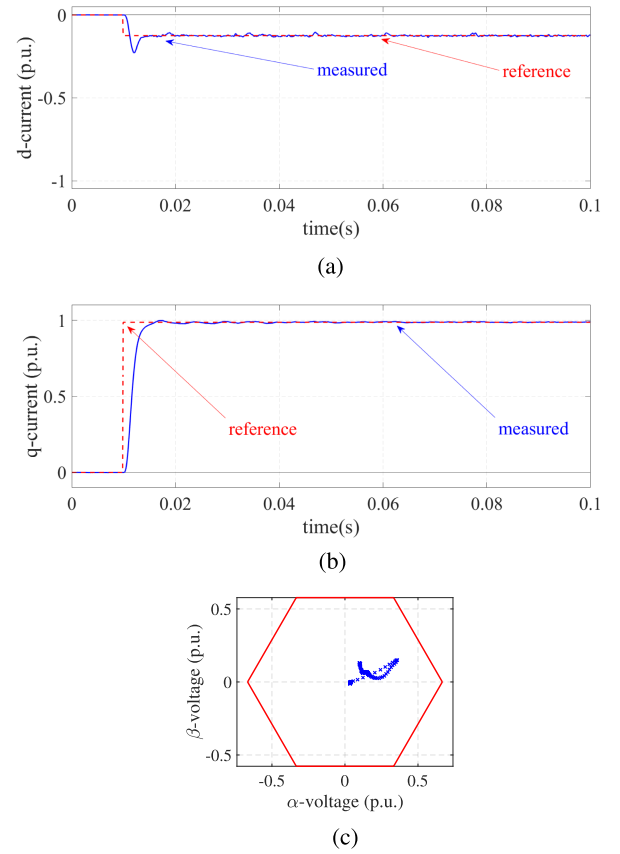 0
-0.5
-1
d-current (p.u.)
measured
reference
0 0.02 0.04 0.06 0.08 0.1
time(s)
(a)
1
0.5
0
q-current (p.u.)
reference
measured
0 0.02 0.04 0.06 0.08 0.1
time(s)
(b)
0.5
0
-0.5
β-voltage (p.u.)
-0.5 0 0.5
α-voltage (p.u.)
(c)